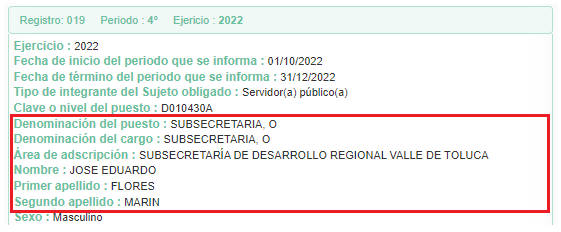 Registro: 019 Periodo : 4º Ejericio : 2022
Ejercicio : 2022
Fecha de inicio del periodo que se informa : 01/10/2022
Fecha de término del periodo que se informa : 31/12/2022
Tipo de integrante del Sujeto obligado : Servidor(a) público(a)
Clave o nivel del puesto : D010430A
Denominación del puesto : SUBSECRETARIA, O
Denominación del cargo : SUBSECRETARIA, O
Área de adscripción : SUBSECRETARÍA DE DESARROLLO REGIONAL VALLE DE TOLUCA
Nombre : JOSE EDUARDO
Primer apellido : FLORES
Segundo apellido : MARIN
Sexo : Masculino